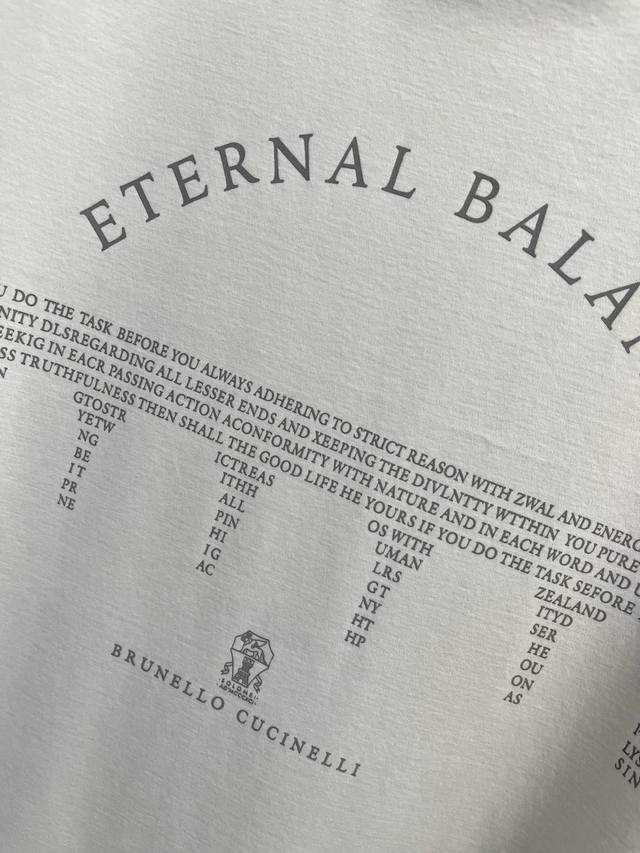 ETERNAL BALA
U DO THE TASK BEFORE YOU ALWAYS ADHERING TO STRICT REASON WITH ZWAL AND ENERG
NITY DLSREGARDING ALL LESSER ENDS AND XEEPING THE DIVLNTTY WTTHIN YOU PURE
EEKIG IN EACR PASSING ACTION ACONFORMITY WITH NATURE AND IN EACH WORD AND U
SS TRUTHFULNESS THEN SHALL THE GOOD LIFE HE YOURS IF YOU DO THE TASK SEFORE
N
GTOSTR ICTREAS OS WITH ZEALAND
YETW ITHH UMAN ITYD
NG ALL LRS SER
BE PIN GT HE
IT HI NY OU
PR IG HT ON
NE AC HP AS
LYS
SIN
SOLOMEI
BRUNELLO CUCINELLI